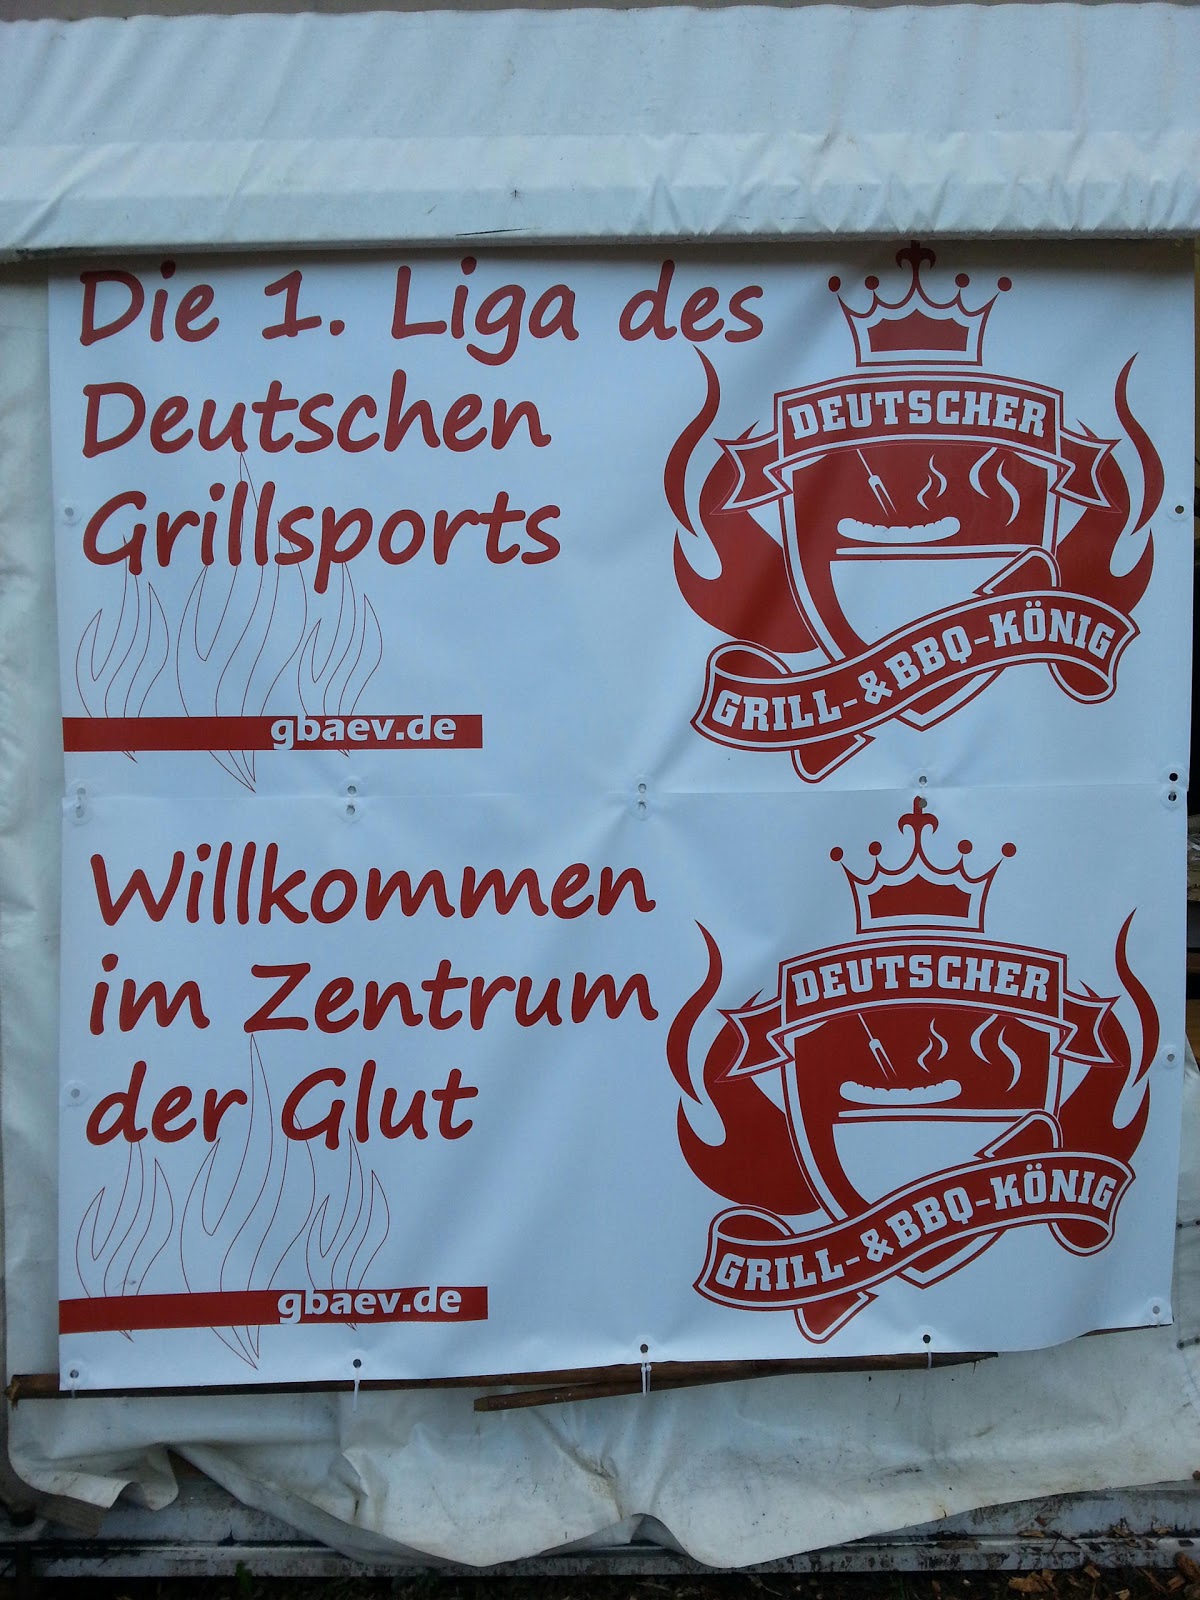 Die 1. Liga des
Deutschen
Grillsports
gbaev.de
DEUTSCHER
GRILL- & BBQ-KÖNIG
Willkommen
im Zentrum
der Glut
gbaev.de
DEUTSCHER
GRILL- & BBQ-KÖNIG